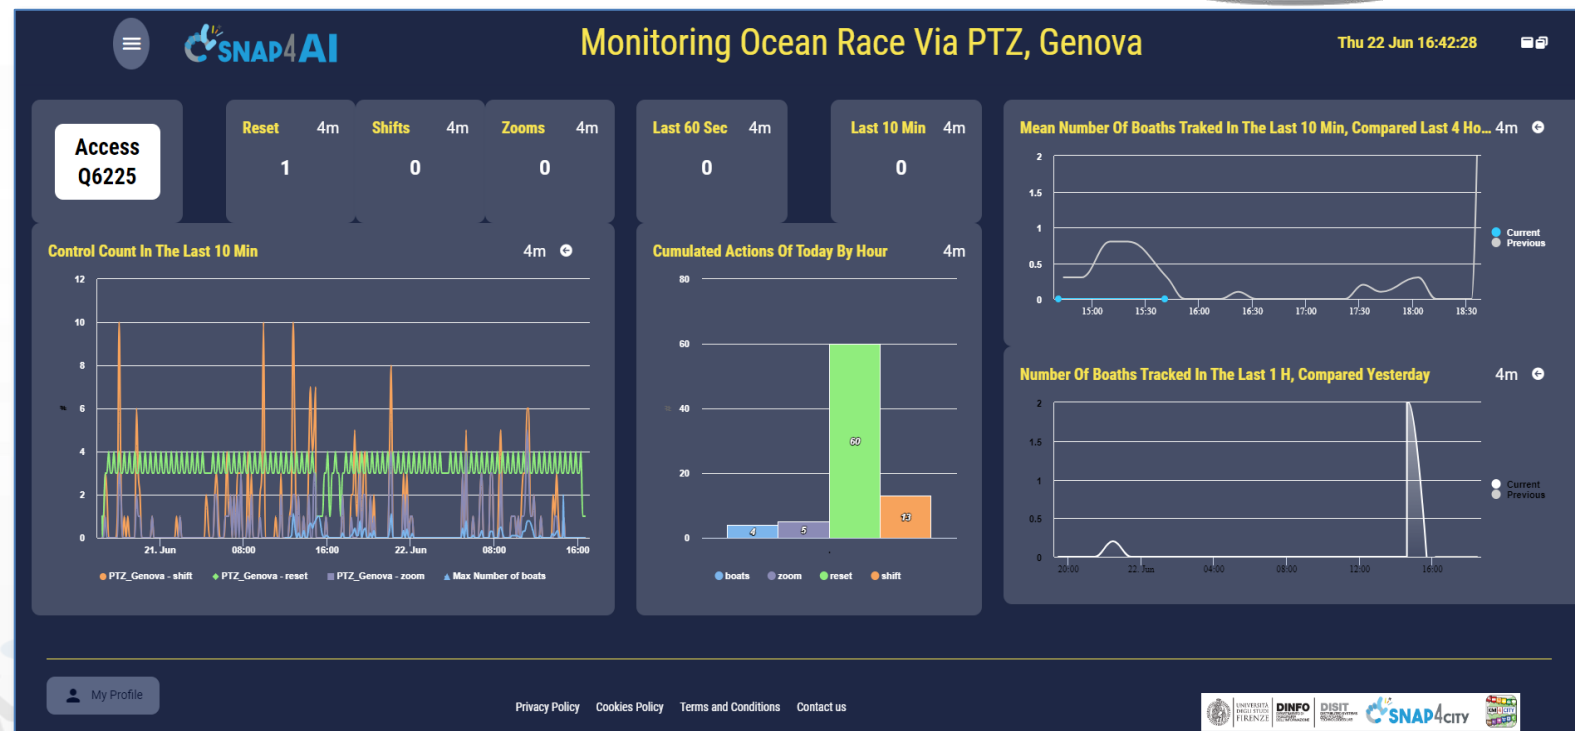 SNAP4AI
Monitoring Ocean Race Via PTZ, Genova
Thu 22 Jun 16:42:28
Access
Q6225
Reset 4m
1
Shifts 4m
0
Zooms 4m
0
Last 60 Sec 4m
0
Last 10 Min 4m
0
Mean Number Of Boaths Traked In The Last 10 Min, Compared Last 4 Ho... 4m
2
1.5
1
0.5
0
15:00 15:30 16:00 16:30 17:00 17:30 18:00 18:30
Current
Previous
Control Count In The Last 10 Min 4m
12
10
8
6
4
2
0
21. Jun 08:00 16:00 22. Jun 08:00 16:00
PTZ_Genova - shift PTZ_Genova - reset PTZ_Genova - zoom Max Number of boats
Cumulated Actions Of Today By Hour 4m
80
60
40
20
0
4 5 60 13
boats zoom reset shift
Number Of Boaths Tracked In The Last 1 H, Compared Yesterday 4m
2
1.5
1
0.5
0
20:00 22. Jun 04:00 08:00 12:00 16:00
Current
Previous
My Profile
Privacy Policy Cookies Policy Terms and Conditions Contact us
UNIVERSITÀ
DEGLI STUDI
FIRENZE
DINFO
DISIT
SNAP4CITY